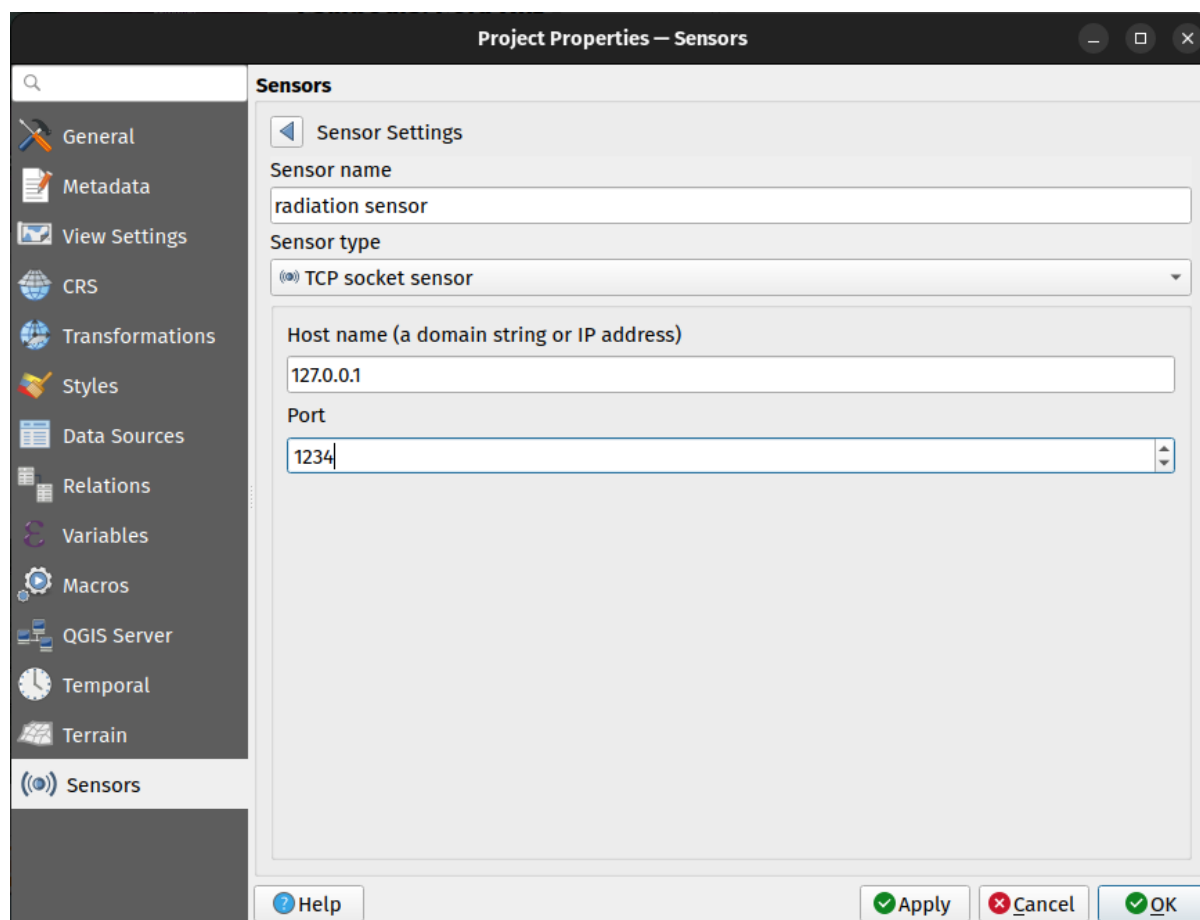 Project Properties — Sensors
Sensors
General
Metadata
View Settings
CRS
Transformations
Styles
Data Sources
Relations
Variables
Macros
QGIS Server
Temporal
Terrain
Sensors
Sensor Settings
Sensor name
radiation sensor
Sensor type
TCP socket sensor
Host name (a domain string or IP address)
127.0.0.1
Port
1234
Help
Apply
Cancel
OK